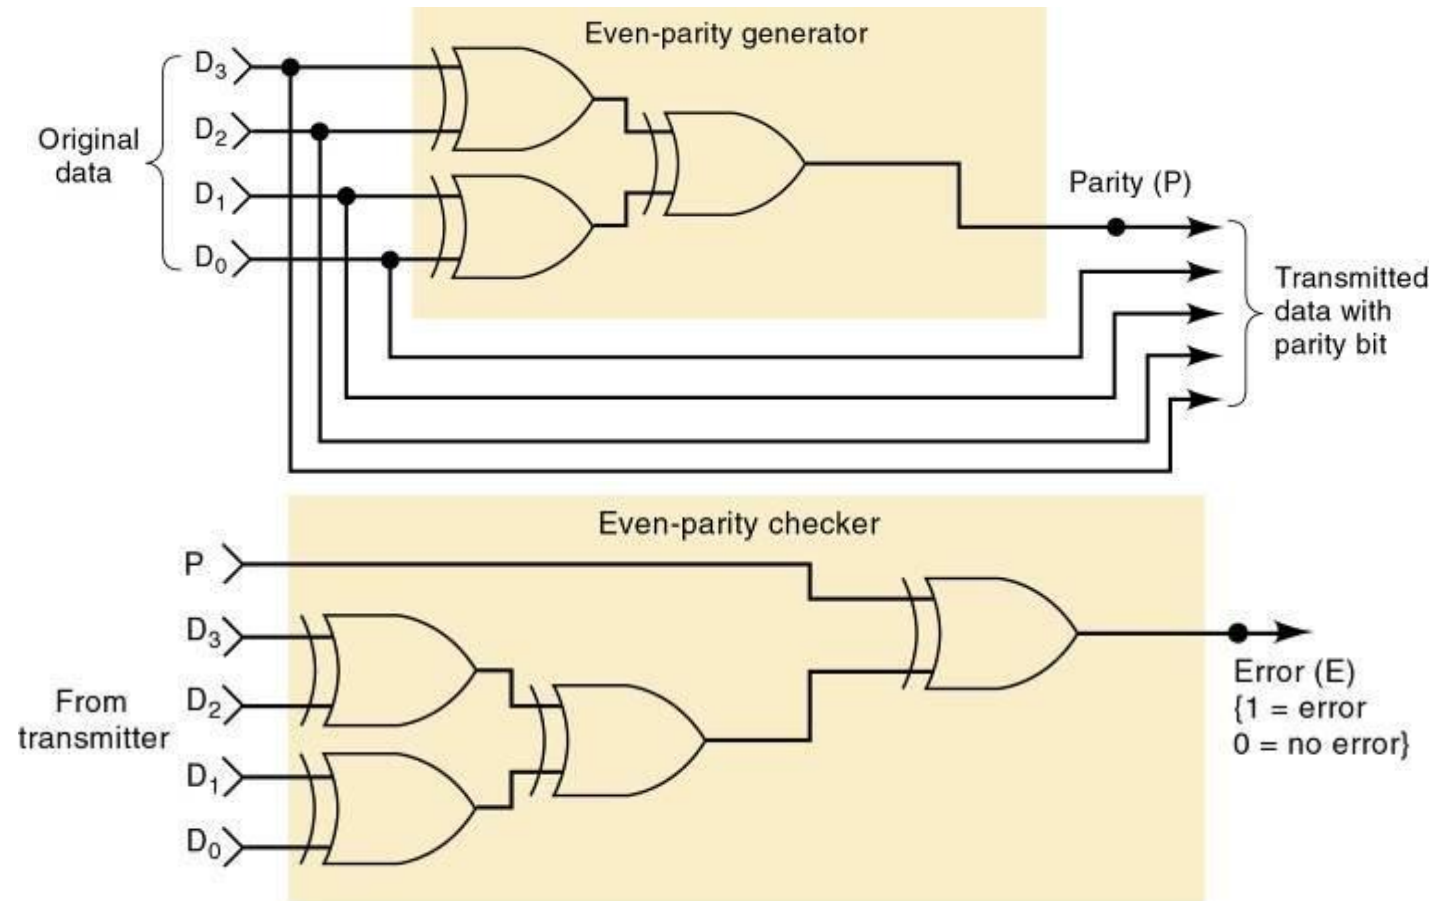 Even-parity generator
D3
D2
D1
D0
Original
data
Parity (P)
Transmitted
data with
parity bit
Even-parity checker
P
D3
D2
D1
D0
From
transmitter
Error (E)
{1 = error
0 = no error}